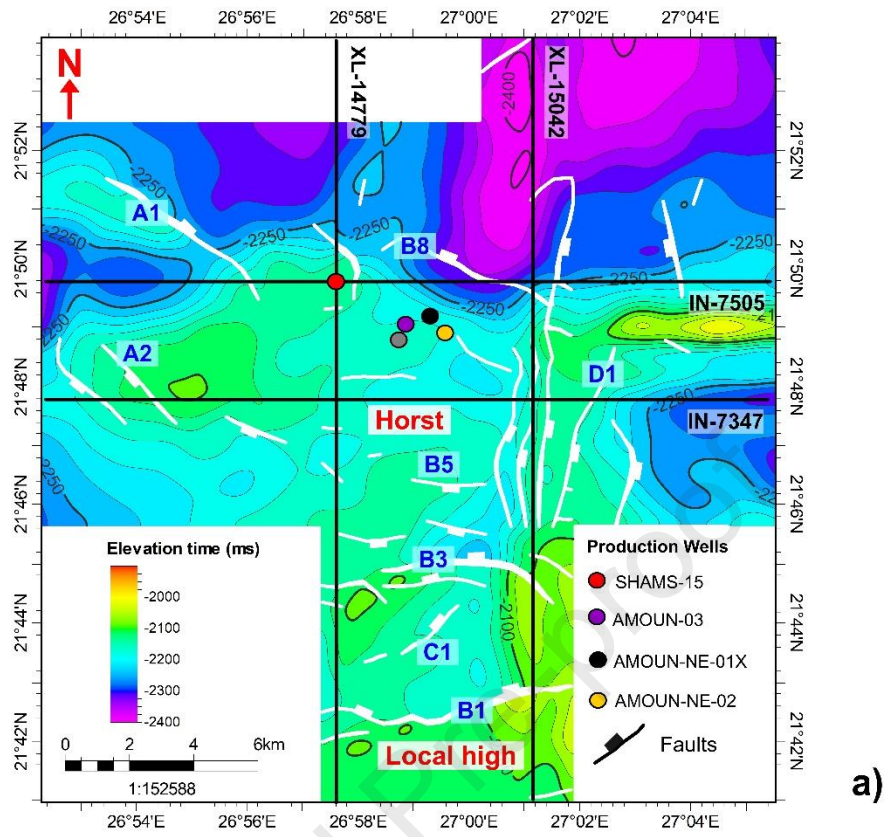 26°54'E 26°56'E 26°58'E 27°00'E 27°02'E 27°04'E
N
XL-14779
XL-15042
-2400
21°52'N
21°52'N
-2250
A1
-2250
-2250
B8
-2250
21°50'N
21°50'N
-2250
-2250
IN-7505
A2
D1
21°48'N
21°48'N
-2250
Horst
IN-7347
-2250
B5
21°46'N
21°46'N
Elevation time (ms)
-2000
-2100
-2200
-2300
-2400
0 2 4 6km
1:152588
B3
-2100
C1
B1
Local high
21°44'N
21°44'N
21°42'N
21°42'N
Production Wells
SHAMS-15
AMOUN-03
AMOUN-NE-01X
AMOUN-NE-02
Faults
a)
l Pre-proof
26°54'E 26°56'E 26°58'E 27°00'E 27°02'E 27°04'E